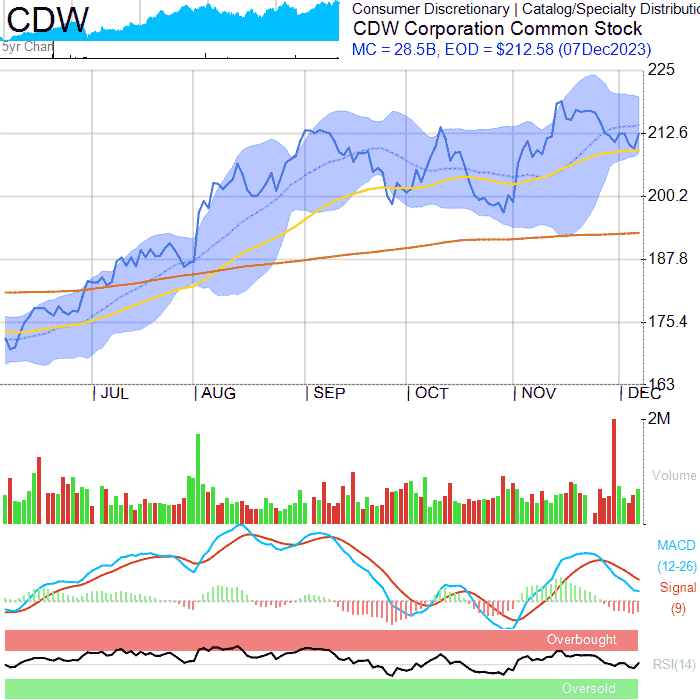 CDW
5yr Chart
Consumer Discretionary | Catalog/Specialty Distributio
CDW Corporation Common Stock
MC = 28.5B, EOD = $212.58 (07Dec2023)
225
212.6
200.2
187.8
175.4
163
JUL AUG SEP OCT NOV DEC
2M
Volume
MACD
(12-26)
Signal
(9)
Overbought
RSI(14)
Oversold